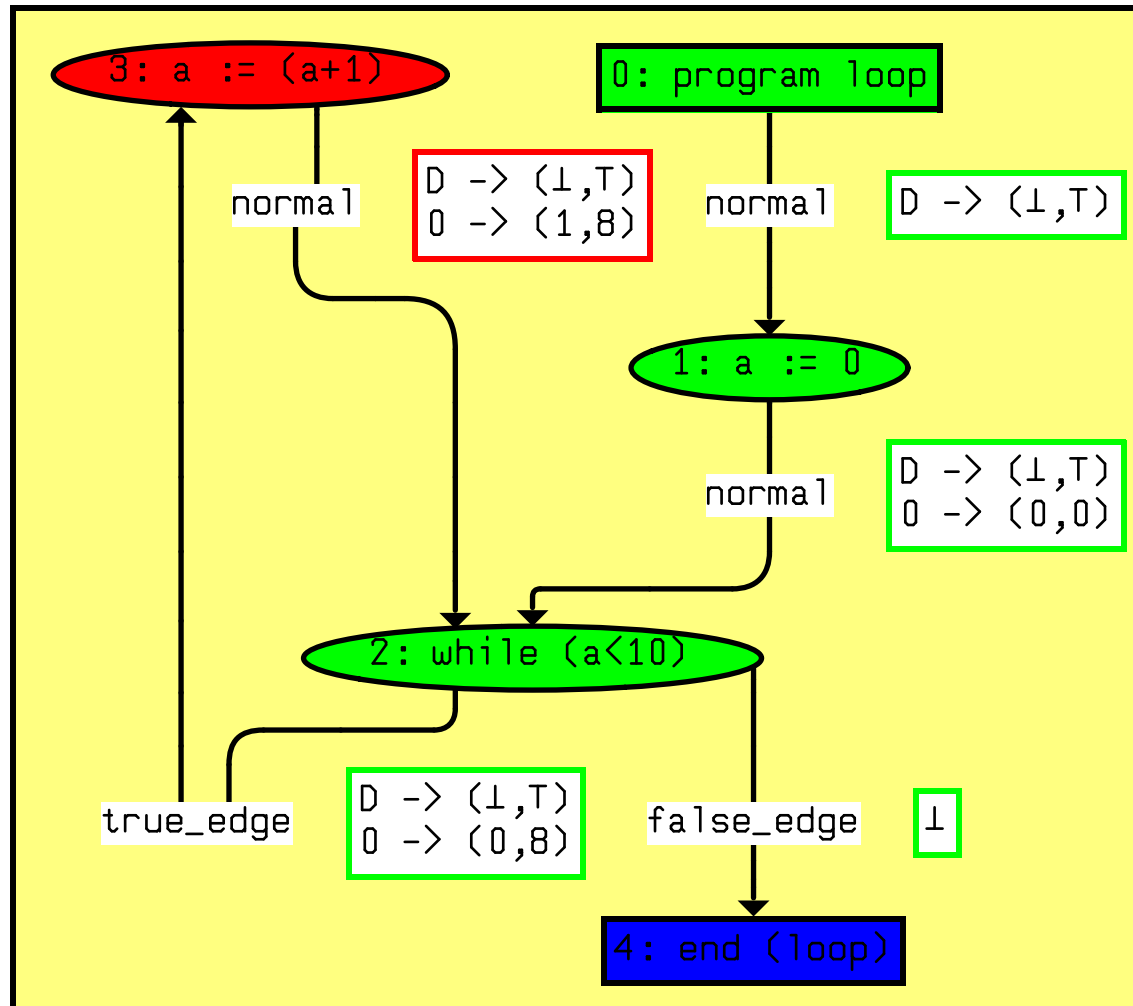 3: a := (a+1)
0: program loop
D -> (⊥,T)
0 -> (1,8)
normal
normal
D -> (⊥,T)
1: a := 0
D -> (⊥,T)
0 -> (0,0)
normal
2: while (a<10)
D -> (⊥,T)
0 -> (0,8)
true_edge
false_edge
⊥
4: end (loop)